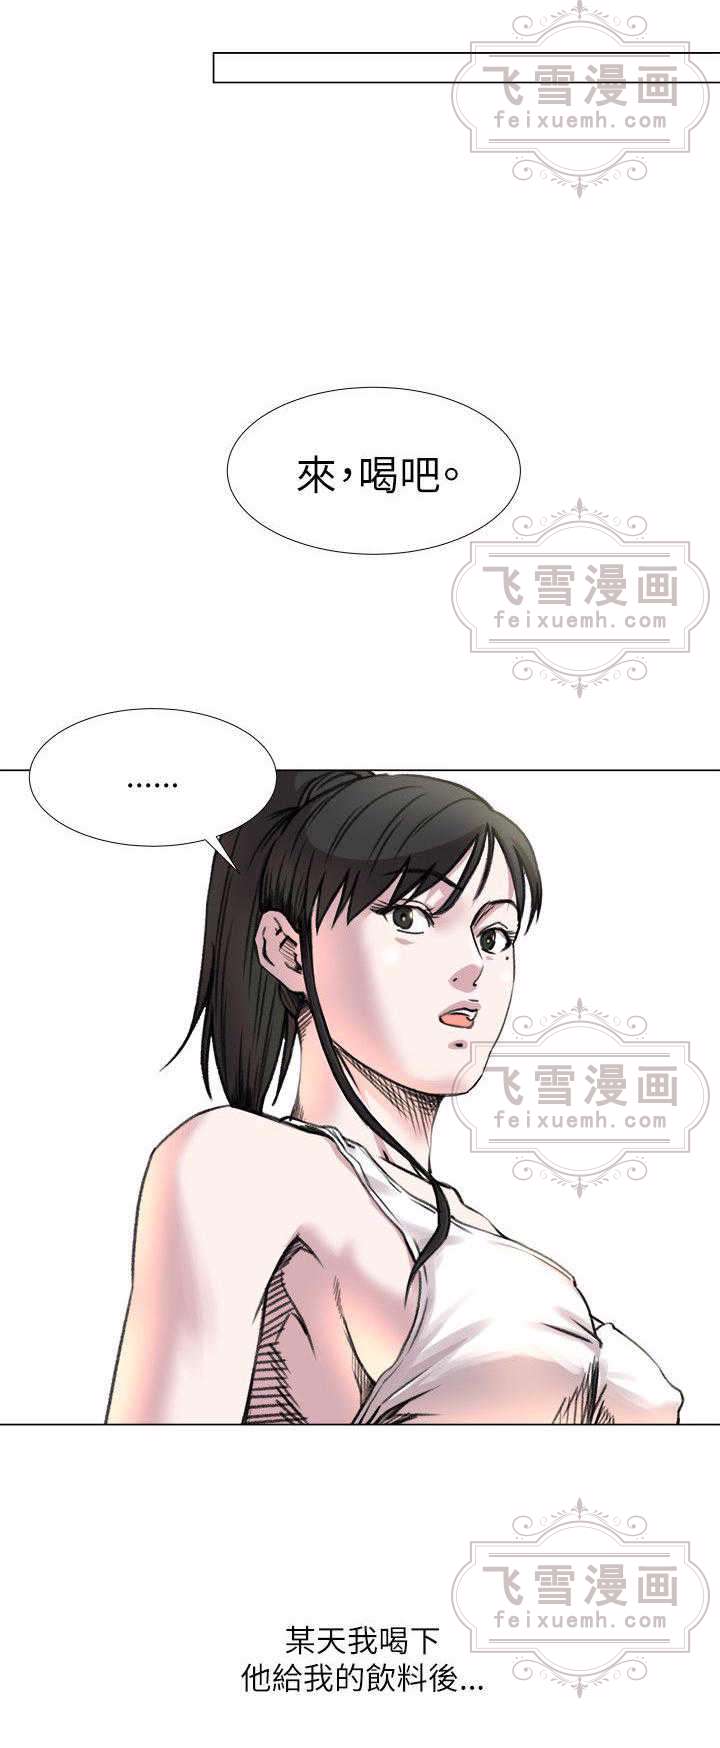 飞雪漫画
feixuemh.com
來，喝吧。
飞雪漫画
feixuemh.com
......
飞雪漫画
feixuemh.com
飞雪漫画
feixuemh.com
某天我喝下
他給我的飲料後...